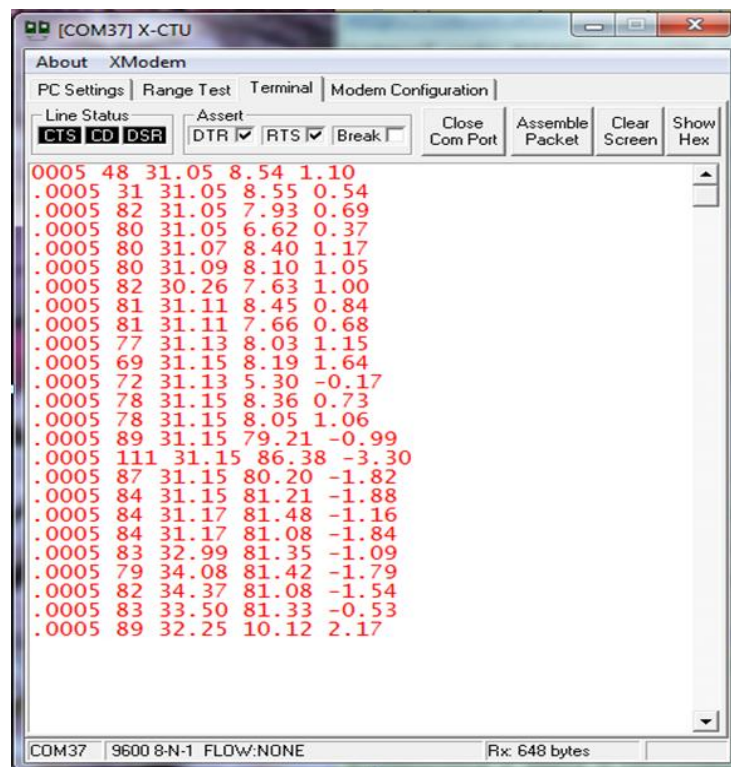 [COM37] X-CTU
About XModem
PC Settings Range Test Terminal Modem Configuration
Line Status
CTS CD DSR
Assert
DTR RTS Break
Close Com Port
Assemble Packet
Clear Screen
Show Hex
0005 48 31.05 8.54 1.10
.0005 31 31.05 8.55 0.54
.0005 82 31.05 7.93 0.69
.0005 80 31.05 6.62 0.37
.0005 80 31.07 8.40 1.17
.0005 80 31.09 8.10 1.05
.0005 82 30.26 7.63 1.00
.0005 81 31.11 8.45 0.84
.0005 81 31.11 7.66 0.68
.0005 77 31.13 8.03 1.15
.0005 69 31.15 8.19 1.64
.0005 72 31.13 5.30 -0.17
.0005 78 31.15 8.36 0.73
.0005 78 31.15 8.05 1.06
.0005 89 31.15 79.21 -0.99
.0005 111 31.15 86.38 -3.30
.0005 87 31.15 80.20 -1.82
.0005 84 31.15 81.21 -1.88
.0005 84 31.17 81.48 -1.16
.0005 84 31.17 81.08 -1.84
.0005 83 32.99 81.35 -1.09
.0005 79 34.08 81.42 -1.79
.0005 82 34.37 81.08 -1.54
.0005 83 33.50 81.33 -0.53
.0005 89 32.25 10.12 2.17
COM37 9600 8-N-1 FLOW:NONE Rx: 648 bytes